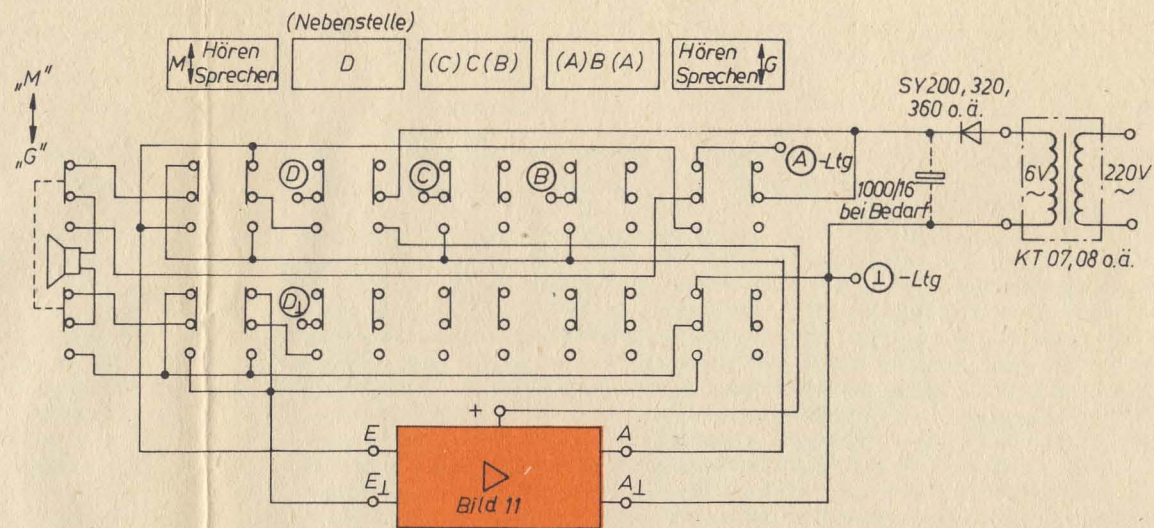 (Nebenstelle)
M Hören
Sprechen
D
(C) C (B)
(A) B (A)
Hören
Sprechen G
„M"
„G"
SY200, 320,
360 o.ä.
D
C
B
A -Ltg
1000/16
bei Bedarf
6V
~
220V
~
KT 07,08 o.ä.
⊥ -Ltg
D⊥
+
E
A
E⊥
A⊥
Bild 11